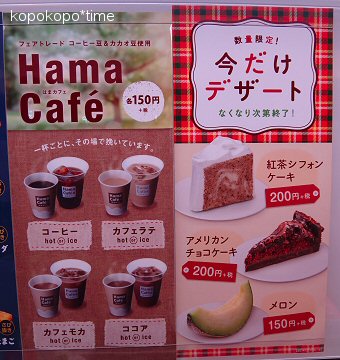 kopokopo*time
フェアトレード コーヒー豆&カカオ豆使用
Hama
はまカフェ
Café
各150円
+税
一杯ごとに、その場で挽いています。
コーヒー
hot or ice
カフェラテ
hot or ice
カフェモカ
hot or ice
ココア
hot or ice
数量限定!
今だけ
デザート
なくなり次第終了!
紅茶シフォン
ケーキ
200円+税
アメリカン
チョコケーキ
200円+税
メロン
150円+税